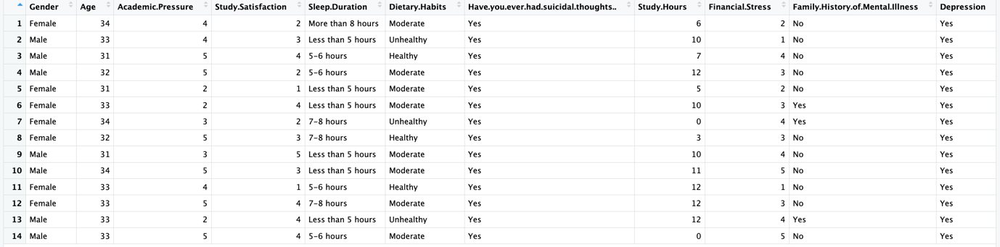 Gender Age Academic.Pressure Study.Satisfaction Sleep.Duration Dietary.Habits Have.you.ever.had.suicidal.thoughts.. Study.Hours Financial.Stress Family.History.of.Mental.Illness Depression
1 Female 34 4 2 More than 8 hours Moderate Yes 6 2 No Yes
2 Male 33 4 3 Less than 5 hours Unhealthy Yes 10 1 No Yes
3 Male 31 5 4 5-6 hours Healthy Yes 7 4 No Yes
4 Male 32 5 2 5-6 hours Moderate Yes 12 3 No Yes
5 Female 31 2 1 Less than 5 hours Moderate Yes 5 2 No Yes
6 Female 33 2 4 Less than 5 hours Moderate Yes 10 3 Yes Yes
7 Female 34 3 2 7-8 hours Unhealthy Yes 0 4 Yes Yes
8 Female 32 5 3 7-8 hours Healthy Yes 3 3 No Yes
9 Male 31 3 5 Less than 5 hours Moderate Yes 10 4 No Yes
10 Male 34 5 3 Less than 5 hours Moderate Yes 11 5 No Yes
11 Female 33 4 1 5-6 hours Healthy Yes 12 1 No Yes
12 Female 33 5 4 7-8 hours Moderate Yes 12 3 No Yes
13 Male 33 2 4 Less than 5 hours Unhealthy Yes 12 4 Yes Yes
14 Male 33 5 4 5-6 hours Moderate Yes 0 5 No Yes